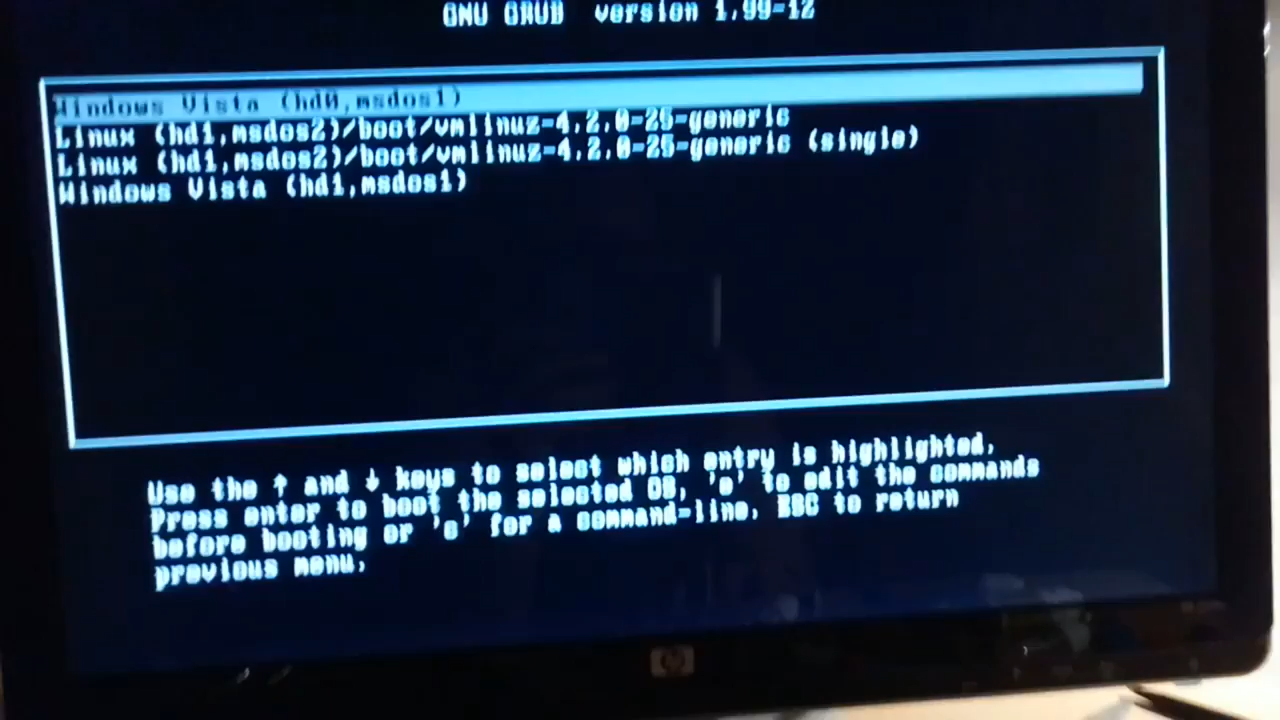 GNU GRUB version 1.99-12
Windows Vista (hd0,msdos1)
Linux (hd1,msdos2)/boot/vmlinuz-4.2.0-25-generic
Linux (hd1,msdos2)/boot/vmlinuz-4.2.0-25-generic (single)
Windows Vista (hd1,msdos1)
Use the ↑ and ↓ keys to select which entry is highlighted.
Press enter to boot the selected OS, 'e' to edit the commands
before booting or 'c' for a command-line. ESC to return
previous menu.
hp